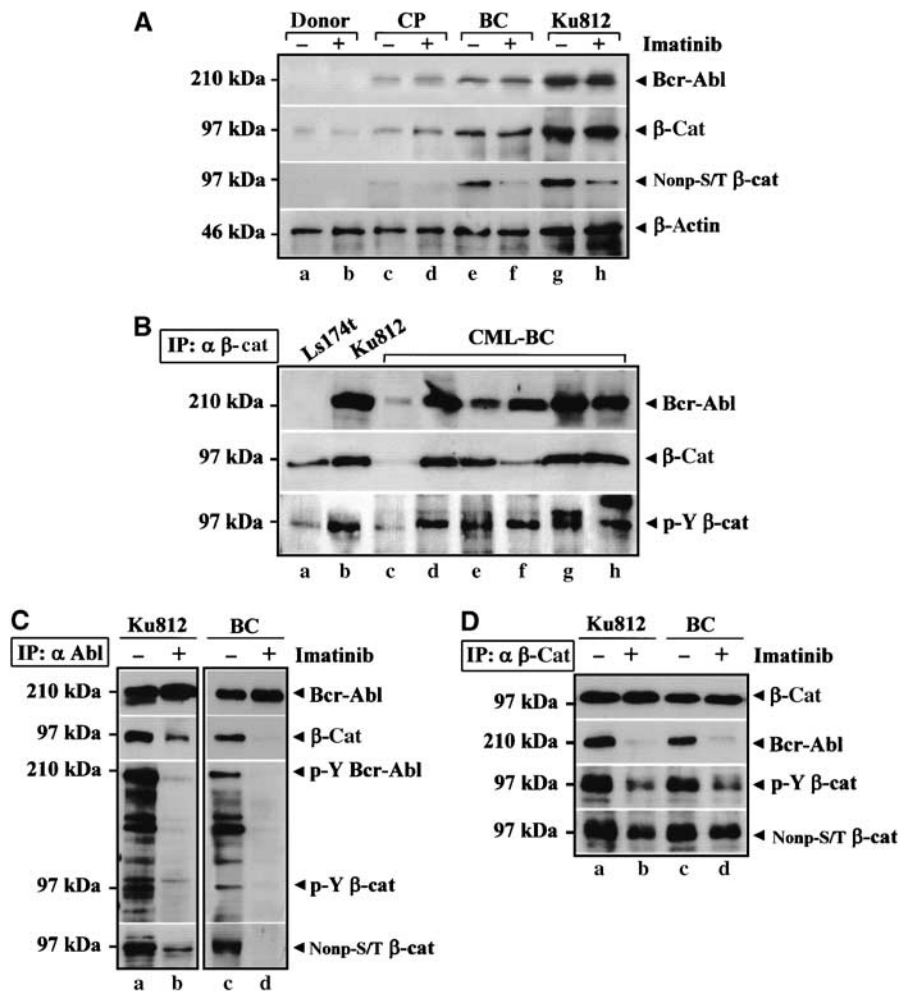 A
Donor CP BC Ku812
− + − + − + − + Imatinib
210 kDa Bcr-Abl
97 kDa β-Cat
97 kDa Nonp-S/T β-cat
46 kDa β-Actin
a b c d e f g h
B
IP: α β-cat Ls174t Ku812 CML-BC
210 kDa Bcr-Abl
97 kDa β-Cat
97 kDa p-Y β-cat
a b c d e f g h
C
Ku812 BC
IP: α Abl − + − + Imatinib
210 kDa Bcr-Abl
97 kDa β-Cat
210 kDa p-Y Bcr-Abl
97 kDa p-Y β-cat
97 kDa Nonp-S/T β-cat
a b c d
D
Ku812 BC
IP: α β-Cat − + − + Imatinib
97 kDa β-Cat
210 kDa Bcr-Abl
97 kDa p-Y β-cat
97 kDa Nonp-S/T β-cat
a b c d